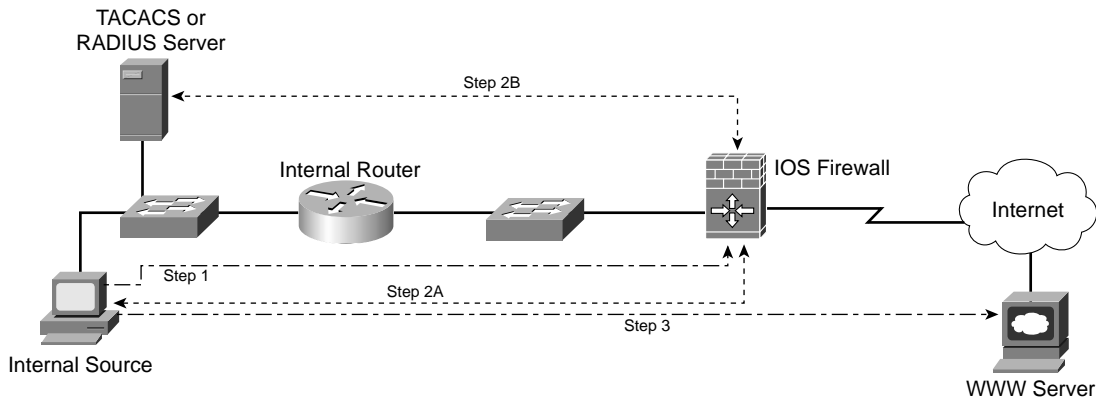 TACACS or
RADIUS Server
Step 2B
Internal Router
IOS Firewall
Internet
Step 1
Step 2A
Step 3
Internal Source
WWW Server